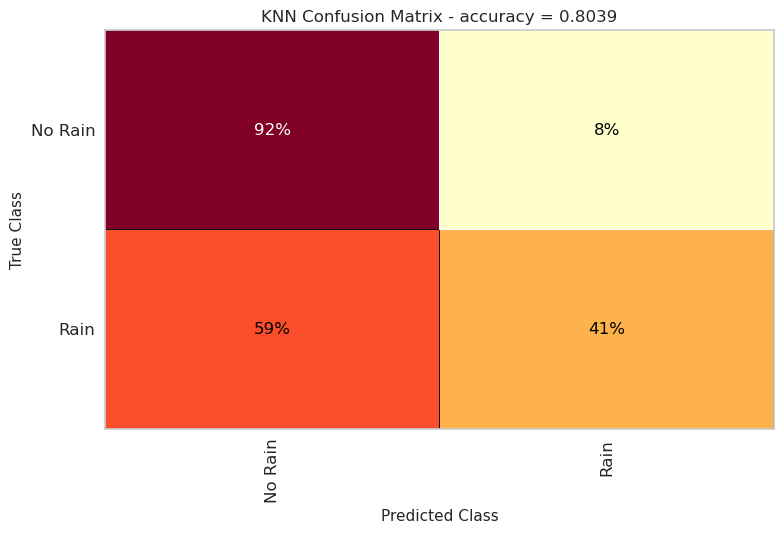 KNN Confusion Matrix - accuracy = 0.8039
True Class
No Rain
92%
8%
Rain
59%
41%
No Rain
Rain
Predicted Class